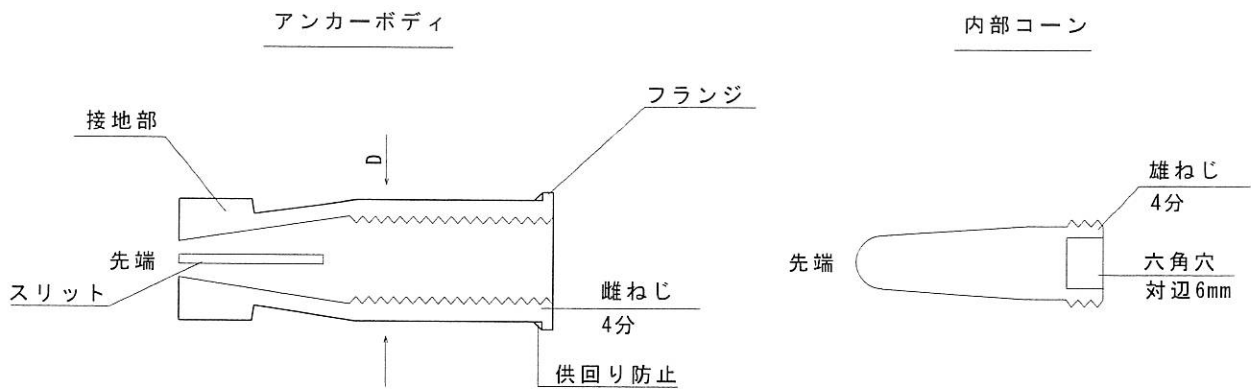 アンカーボディ
内部コーン
フランジ
接地部
D
雄ねじ
4分
先端
先端
六角穴
対辺6mm
スリット
雌ねじ
4分
供回り防止